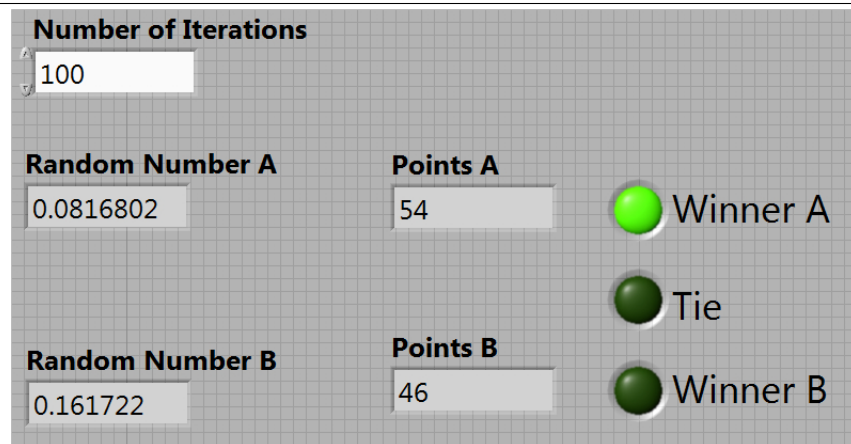 Number of Iterations
100
Random Number A
0.0816802
Points A
54
Winner A
Tie
Random Number B
0.161722
Points B
46
Winner B